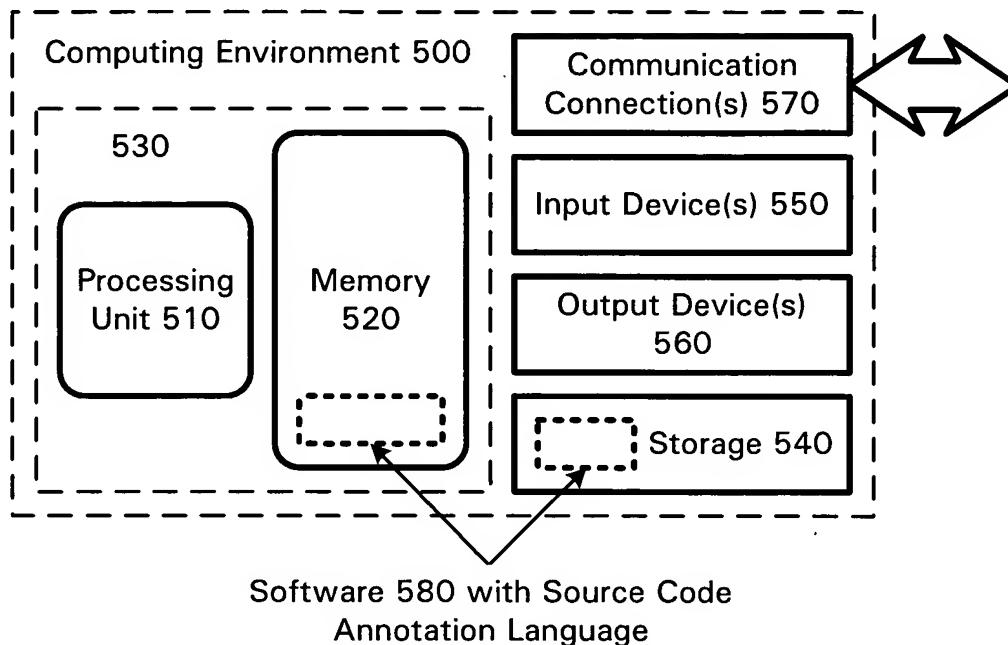 Computing Environment 500
530
Processing
Unit 510
Memory
520
Communication
Connection(s) 570
Input Device(s) 550
Output Device(s)
560
Storage 540
Software 580 with Source Code
Annotation Language